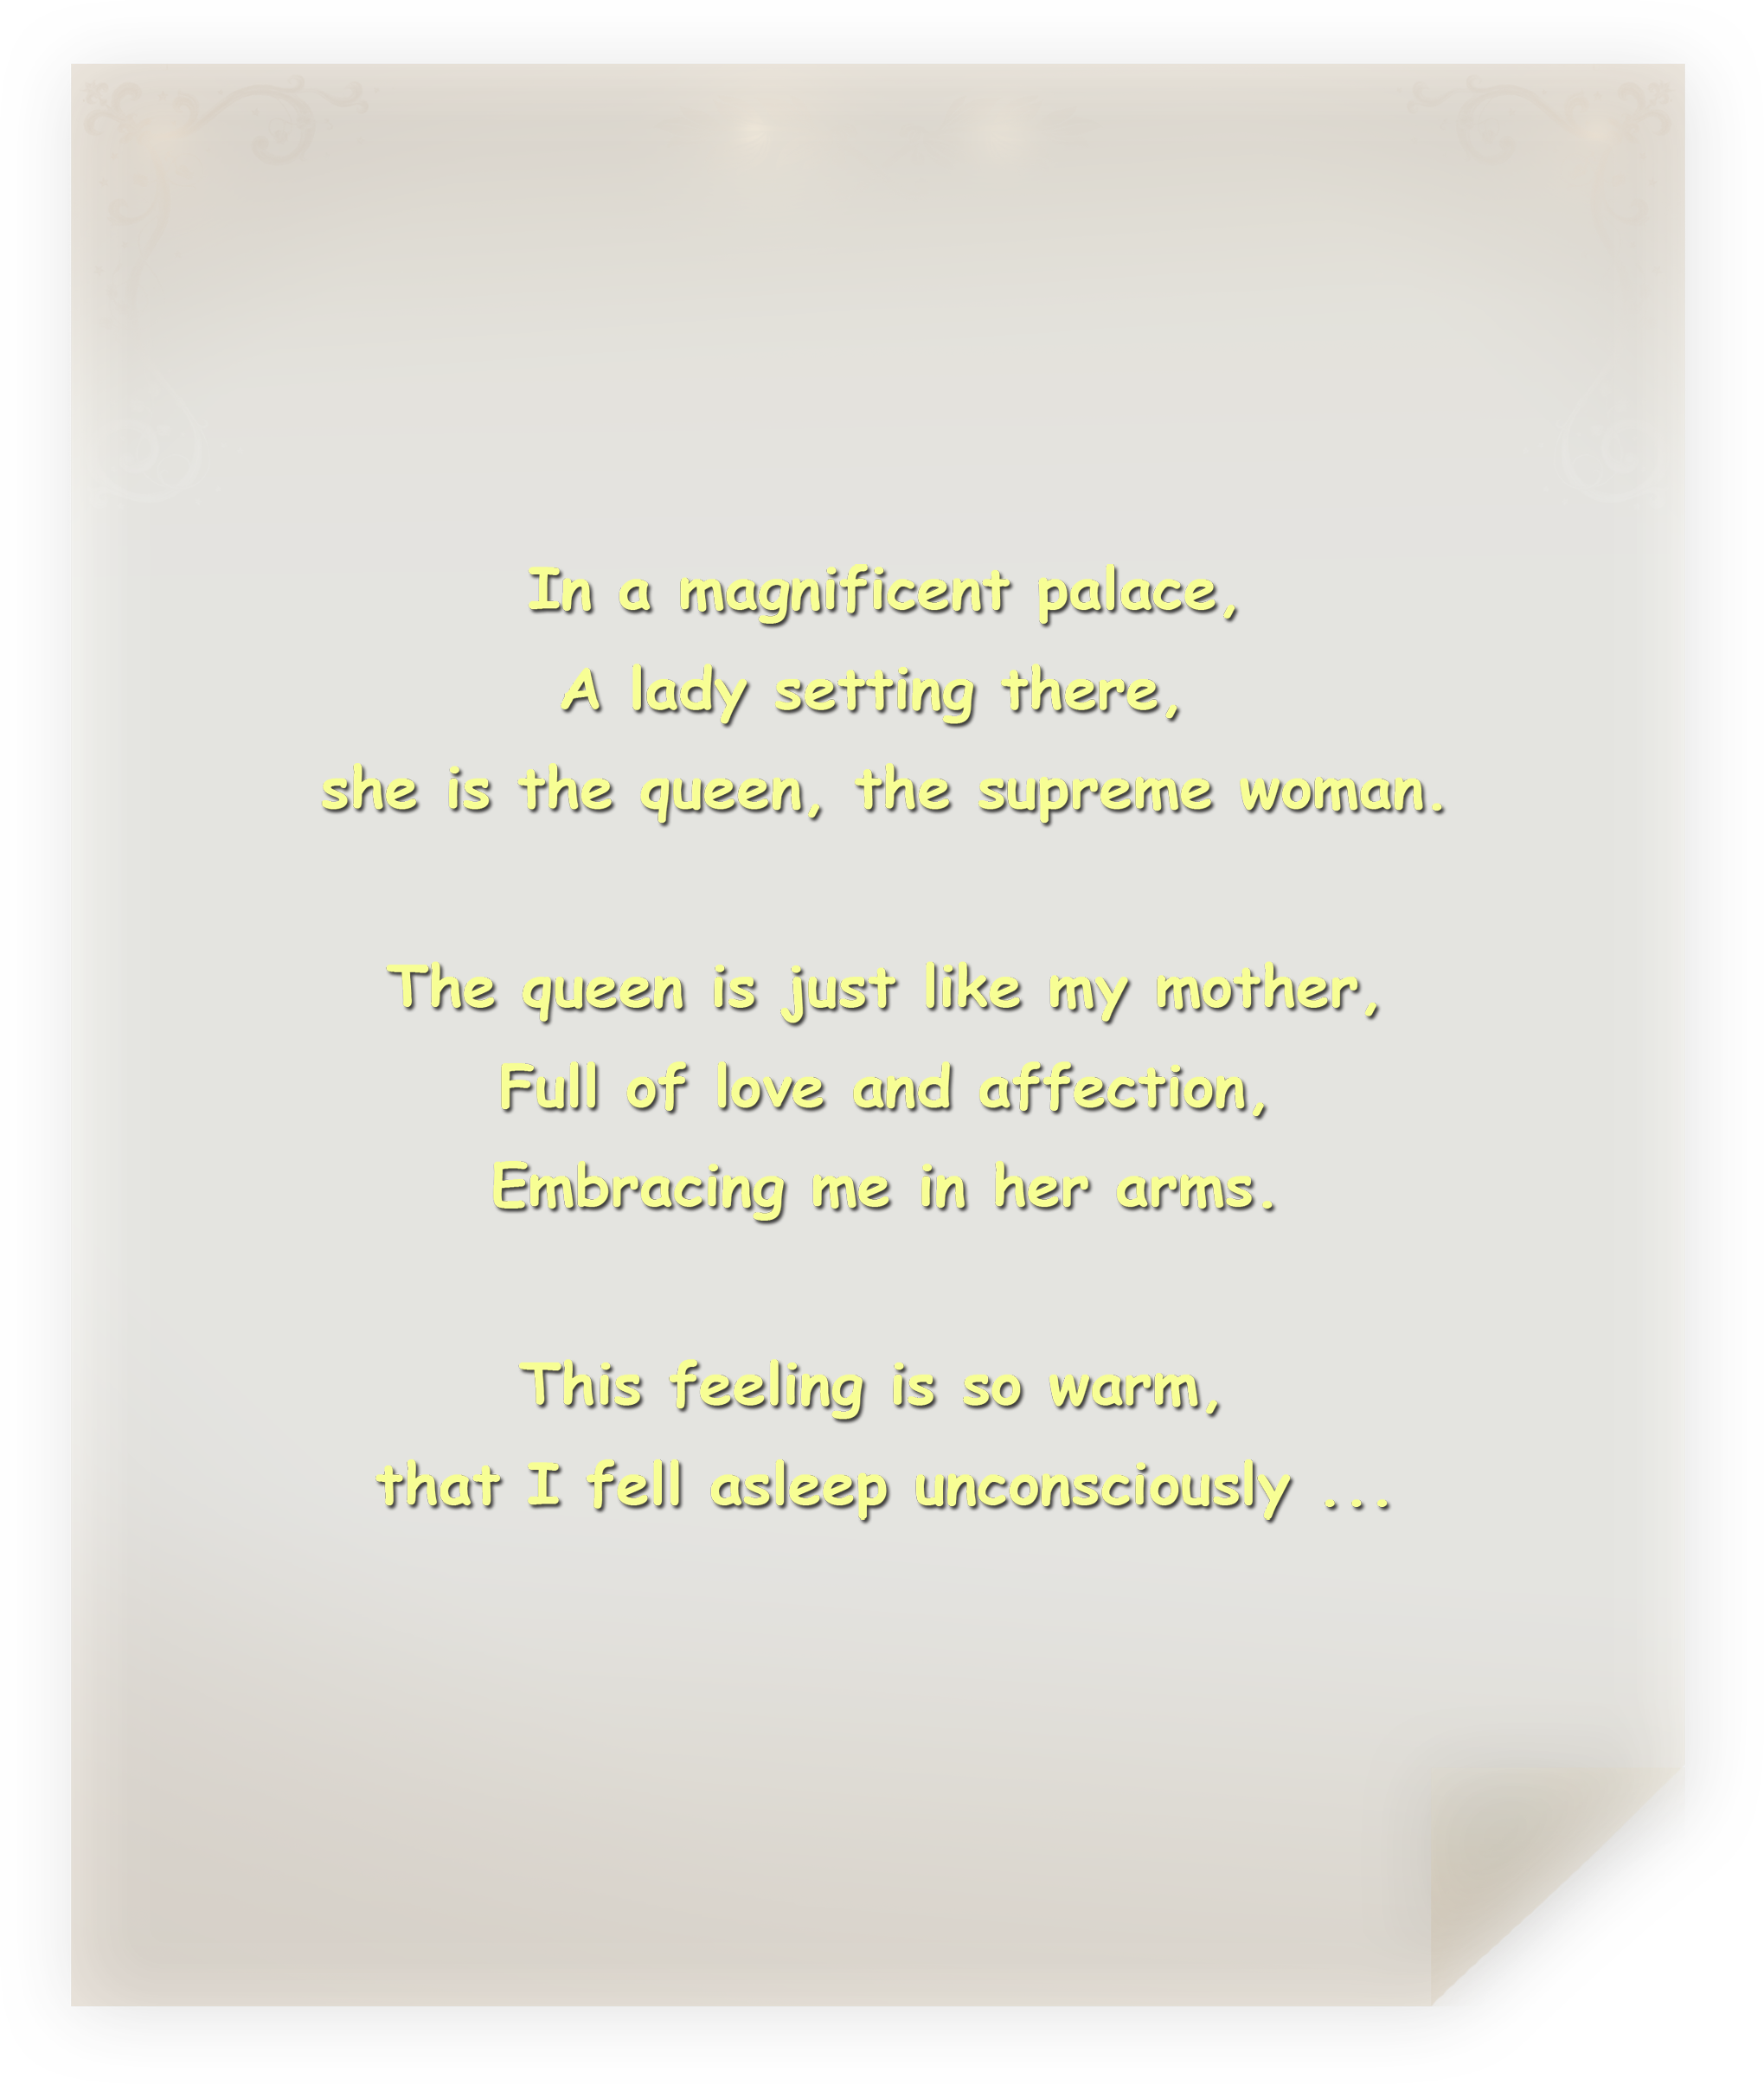 In a magnificent palace,
A lady setting there,
she is the queen, the supreme woman.
The queen is just like my mother,
Full of love and affection,
Embracing me in her arms.
This feeling is so warm,
that I fell asleep unconsciously ...